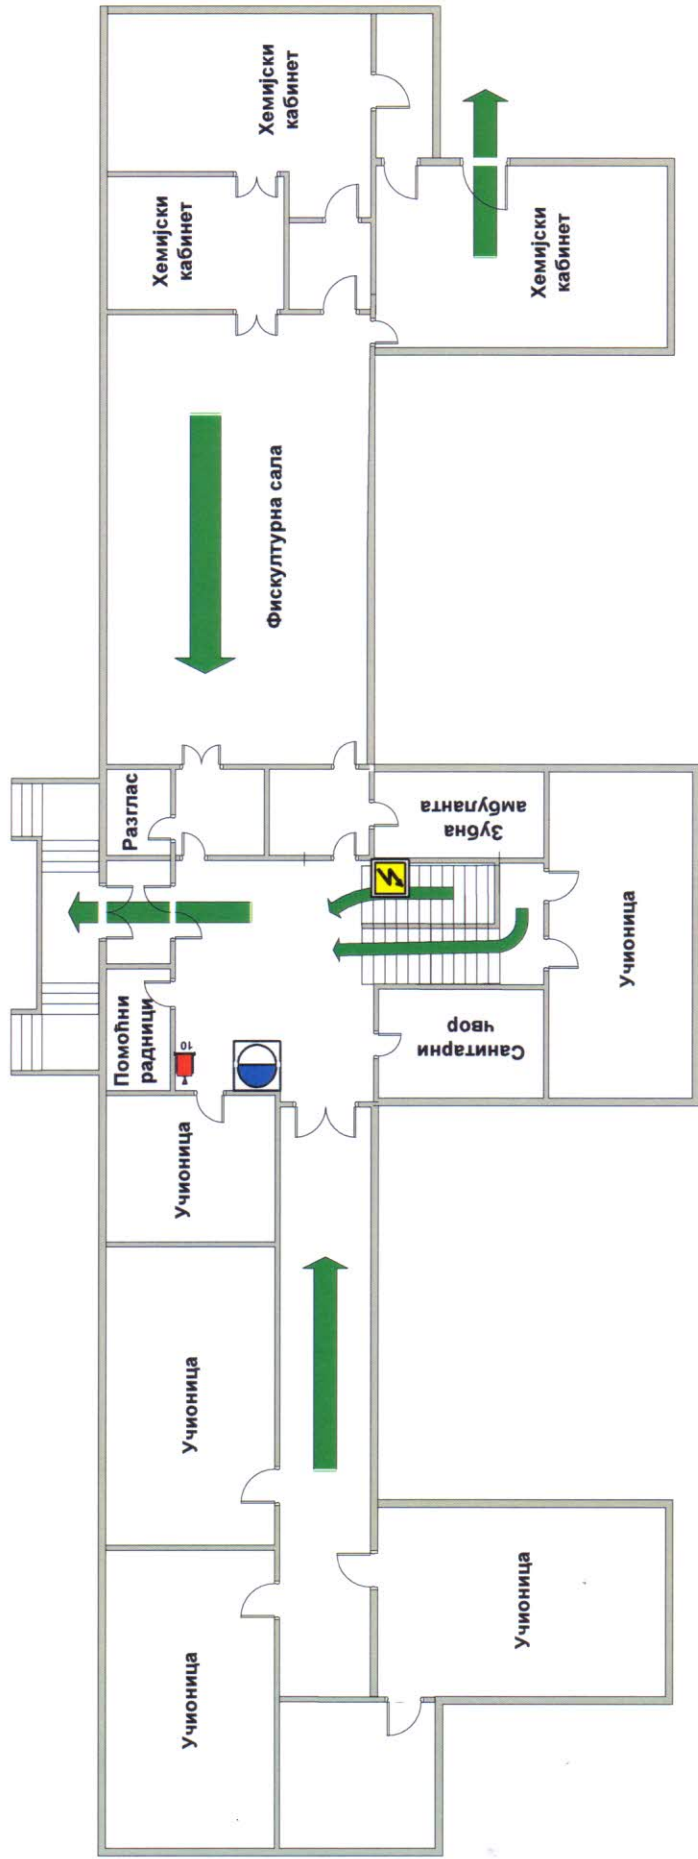 Хемијски
кабинет
Хемијски
кабинет
Хемијски
кабинет
Фискултурна сала
Разглас
Зубна
амбуланта
Учионица
Санитарни
чвор
Помоћни
радници
10
Учионица
Учионица
Учионица
Учионица